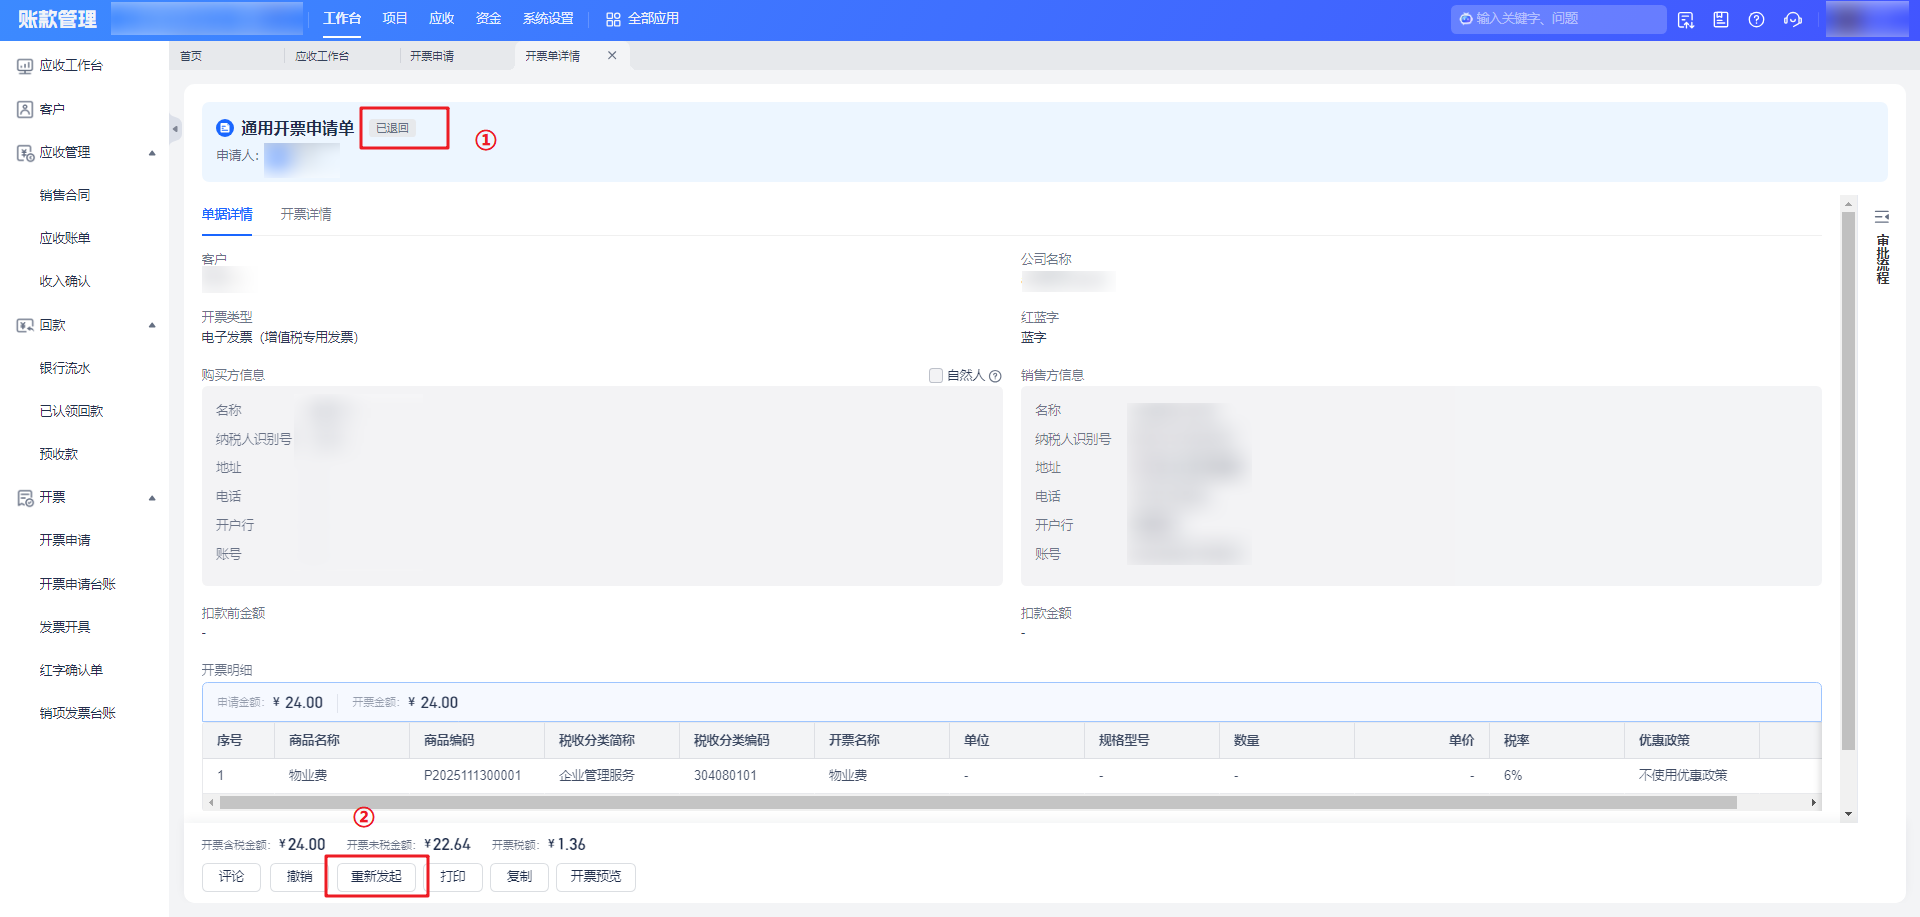 账款管理
工作台 项目 应收 资金 系统设置 全部应用
输入关键字、问题
首页 应收工作台 开票申请 开票单详情
应收工作台
客户
应收管理
销售合同
应收账单
收入确认
回款
银行流水
已认领回款
预收款
开票
开票申请
开票申请台账
发票开具
红字确认单
销项发票台账
通用开票申请单 已退回 ①
申请人：
单据详情 开票详情
审批流程
客户 公司名称
开票类型 红蓝字
电子发票（增值税专用发票） 蓝字
购买方信息 自然人 销售方信息
名称 名称
纳税人识别号 纳税人识别号
地址 地址
电话 电话
开户行 开户行
账号 账号
扣款前金额 扣款金额
- -
开票明细
申请金额： ¥ 24.00 开票金额： ¥ 24.00
序号 商品名称 商品编码 税收分类简称 税收分类编码 开票名称 单位 规格型号 数量 单价 税率 优惠政策
1 物业费 P2025111300001 企业管理服务 304080101 物业费 - - - - 6% 不使用优惠政策
②
开票含税金额： ¥24.00 开票未税金额： ¥22.64 开票税额： ¥1.36
评论 撤销 重新发起 打印 复制 开票预览